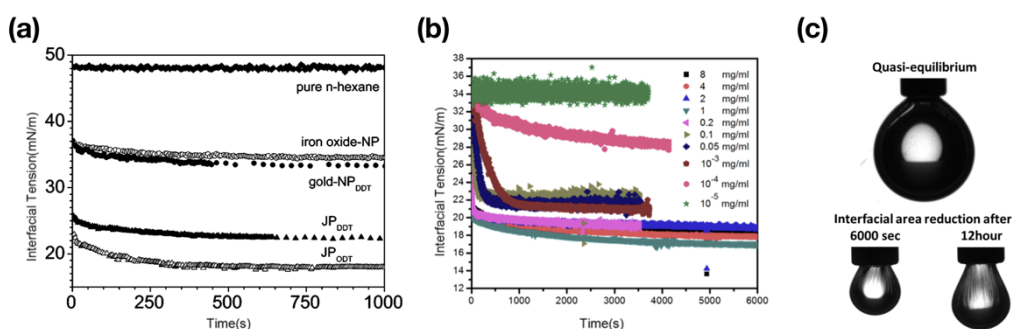 (a)
50
40
30
20
Interfacial Tension(mN/m)
pure n-hexane
iron oxide-NP
gold-NPDDT
JPDDT
JPODT
0 250 500 750 1000
Time(s)
(b)
38
36
34
32
30
28
26
24
22
20
18
16
14
12
Interfacial Tension(mN/m)
8 mg/ml
4 mg/ml
2 mg/ml
1 mg/ml
0.2 mg/ml
0.1 mg/ml
0.05 mg/ml
10-3 mg/ml
10-4 mg/ml
10-5 mg/ml
0 1000 2000 3000 4000 5000 6000
Time(s)
(c)
Quasi-equilibrium
Interfacial area reduction after
6000 sec 12hour